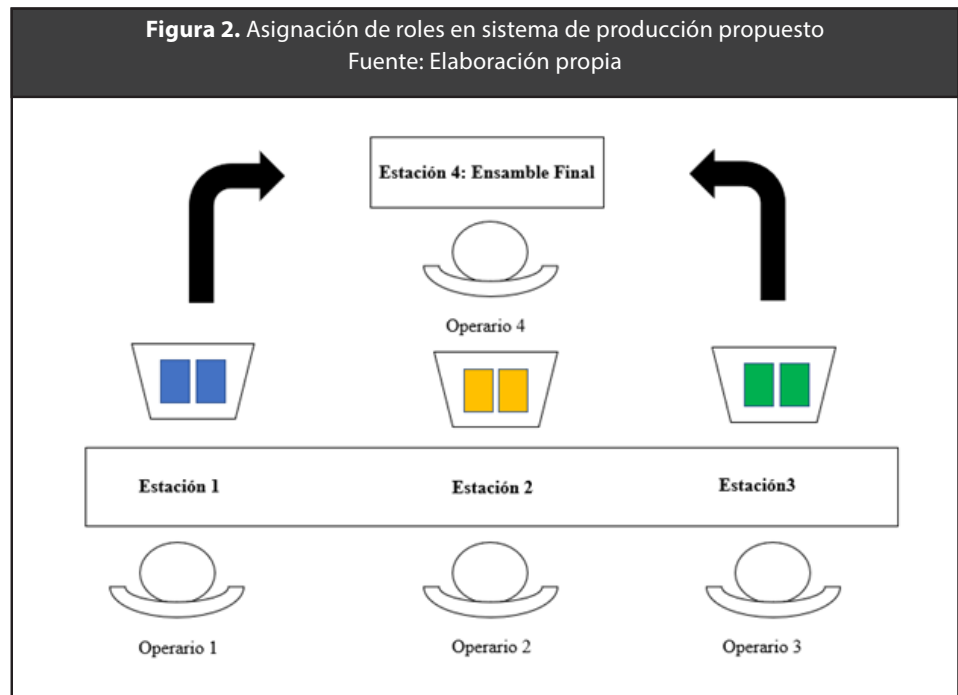 Figura 2. Asignación de roles en sistema de producción propuesto
Fuente: Elaboración propia
Estación 4: Ensamble Final
Operario 4
Estación 1
Estación 2
Estación3
Operario 1
Operario 2
Operario 3